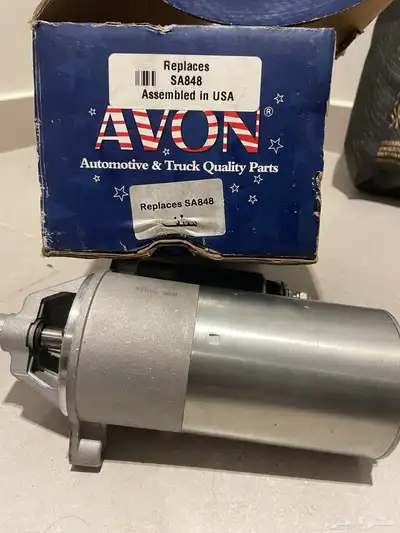 Replaces
SA848
Assembled in USA
AVON®
Automotive & Truck Quality Parts
Replaces SA848